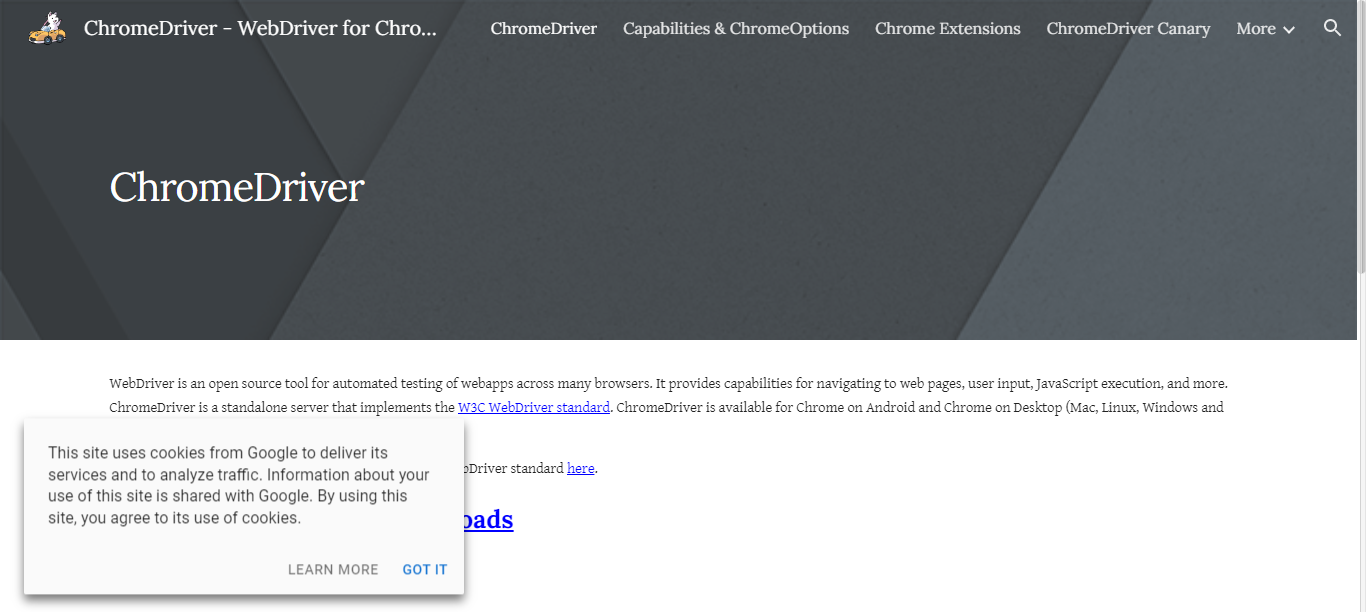 ChromeDriver - WebDriver for Chro...
ChromeDriver
Capabilities & ChromeOptions
Chrome Extensions
ChromeDriver Canary
More
ChromeDriver
WebDriver is an open source tool for automated testing of webapps across many browsers. It provides capabilities for navigating to web pages, user input, JavaScript execution, and more.
ChromeDriver is a standalone server that implements the W3C WebDriver standard. ChromeDriver is available for Chrome on Android and Chrome on Desktop (Mac, Linux, Windows and
standard here.
This site uses cookies from Google to deliver its
services and to analyze traffic. Information about your
use of this site is shared with Google. By using this
site, you agree to its use of cookies.
LEARN MORE
GOT IT